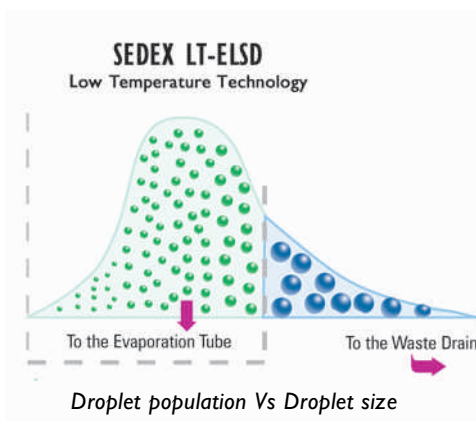 SEDEX LT-ELSD
Low Temperature Technology
To the Evaporation Tube
To the Waste Drain
Droplet population Vs Droplet size